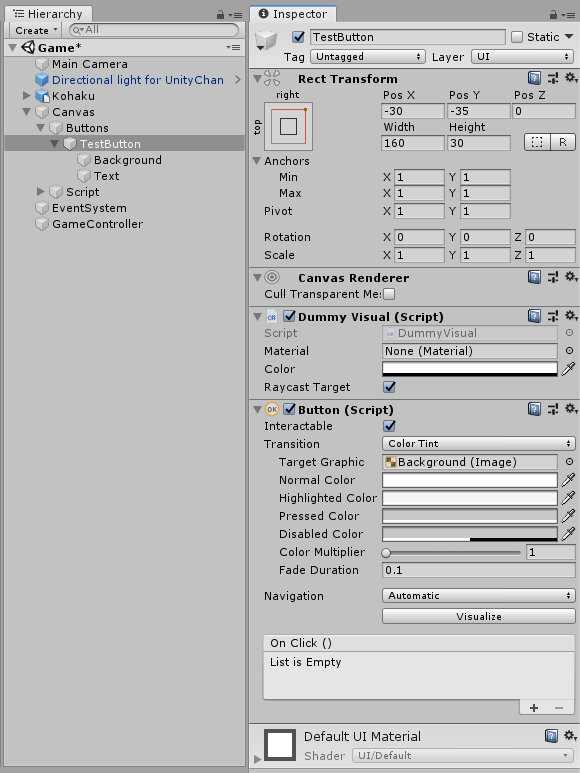 Hierarchy
Create
All
Game*
Main Camera
Directional light for UnityChan
Kohaku
Canvas
Buttons
TestButton
Background
Text
Script
EventSystem
GameController
Inspector
TestButton
Static
Tag Untagged Layer UI
Rect Transform
right
top
Pos X Pos Y Pos Z
-30 -35 0
Width Height
160 30
R
Anchors
Min X 1 Y 1
Max X 1 Y 1
Pivot X 1 Y 1
Rotation X 0 Y 0 Z 0
Scale X 1 Y 1 Z 1
Canvas Renderer
Cull Transparent Mes
Dummy Visual (Script)
Script DummyVisual
Material None (Material)
Color
Raycast Target
OK Button (Script)
Interactable
Transition Color Tint
Target Graphic Background (Image)
Normal Color
Highlighted Color
Pressed Color
Disabled Color
Color Multiplier 1
Fade Duration 0.1
Navigation Automatic
Visualize
On Click ()
List is Empty
Default UI Material
Shader UI/Default